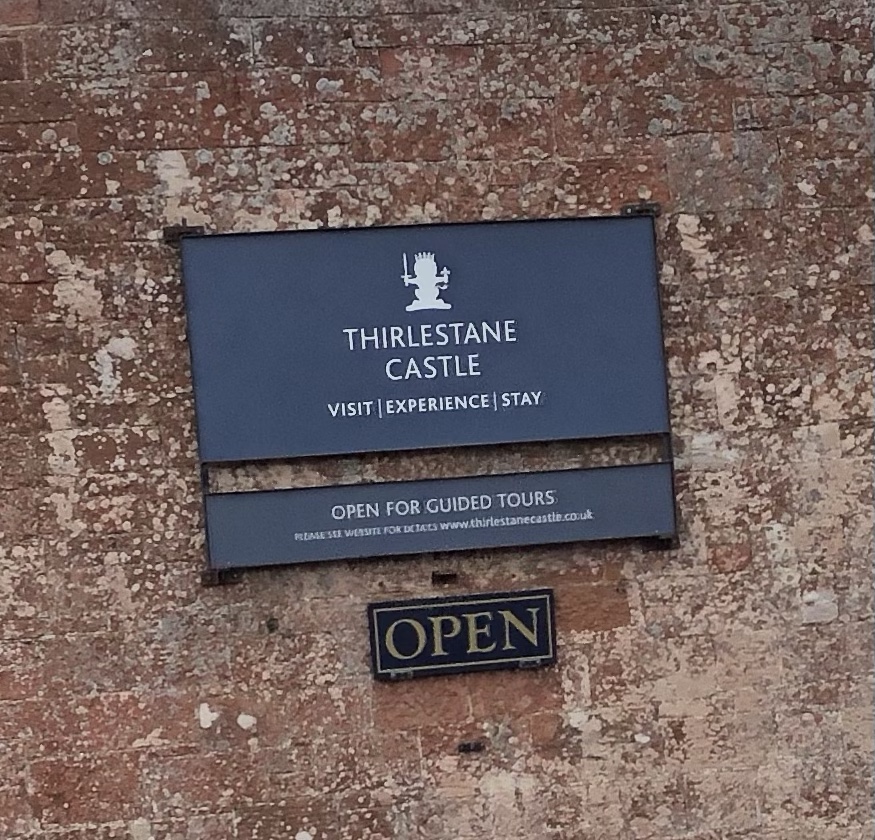 THIRLESTANE
CASTLE
VISIT|EXPERIENCE|STAY
OPEN FOR GUIDED TOURS
PLEASE SEE WEBSITE FOR DETAILS www.thirlestanecastle.co.uk
OPEN